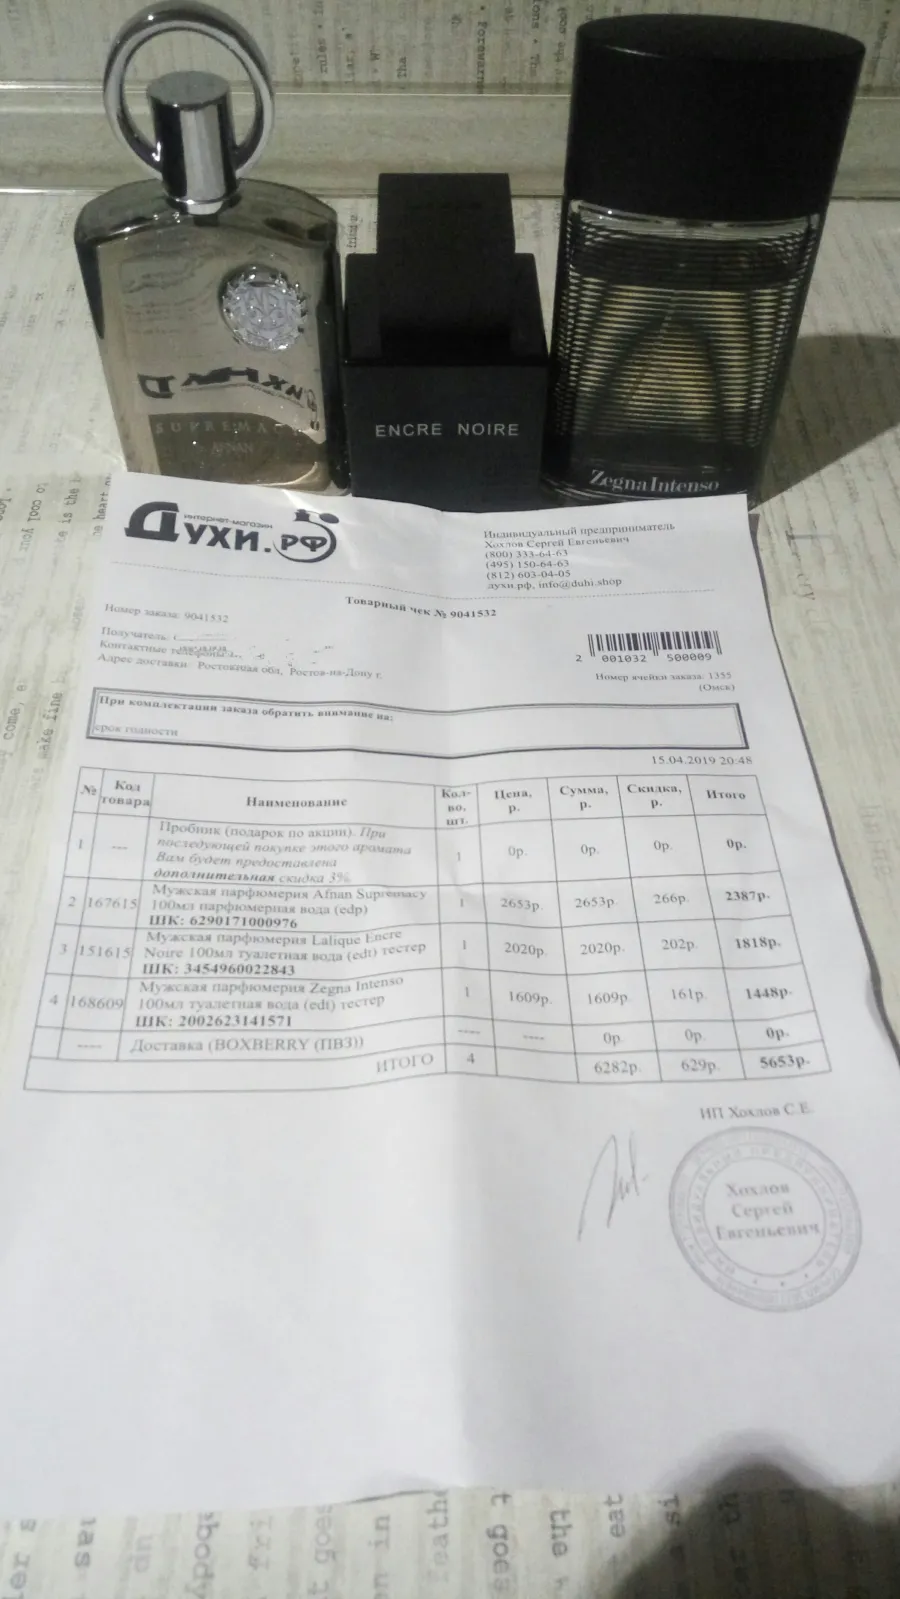 SUPREMACY
AFNAN
ENCRE NOIRE
Zegna Intenso
интернет-магазин
Духи.рф
Индивидуальный предприниматель
Хохлов Сергей Евгеньевич
(800) 333-64-63
(495) 150-64-63
(812) 603-04-05
духи.рф, info@duhi.shop
Товарный чек № 9041532
Номер заказа: 9041532
Получатель:
Контактные телефоны:
Адрес доставки: Ростовская обл, Ростов-на-Дону г.
2 001032 500009
Номер ячейки заказа: 1355
(Омск)
При комплектации заказа обратить внимание на:
срок годности
15.04.2019 20:48
№ Код товара Наименование Кол-во, шт. Цена, р. Сумма, р. Скидка, р. Итого
1 --- Пробник (подарок по акции). При
последующей покупке этого аромата
Вам будет предоставлена
дополнительная скидка 3%
1 0р. 0р. 0р. 0р.
2 167615 Мужская парфюмерия Afnan Supremacy
100мл парфюмерная вода (edp)
ШК: 6290171000976
1 2653р. 2653р. 266р. 2387р.
3 151615 Мужская парфюмерия Lalique Encre
Noire 100мл туалетная вода (edt) тестер
ШК: 3454960022843
1 2020р. 2020р. 202р. 1818р.
4 168609 Мужская парфюмерия Zegna Intenso
100мл туалетная вода (edt) тестер
ШК: 2002623141571
1 1609р. 1609р. 161р. 1448р.
---- Доставка (BOXBERRY (ПВЗ)) ---- ---- 0р. 0р. 0р.
ИТОГО 4 6282р. 629р. 5653р.
ИП Хохлов С.Е.
Хохлов
Сергей
Евгеньевич